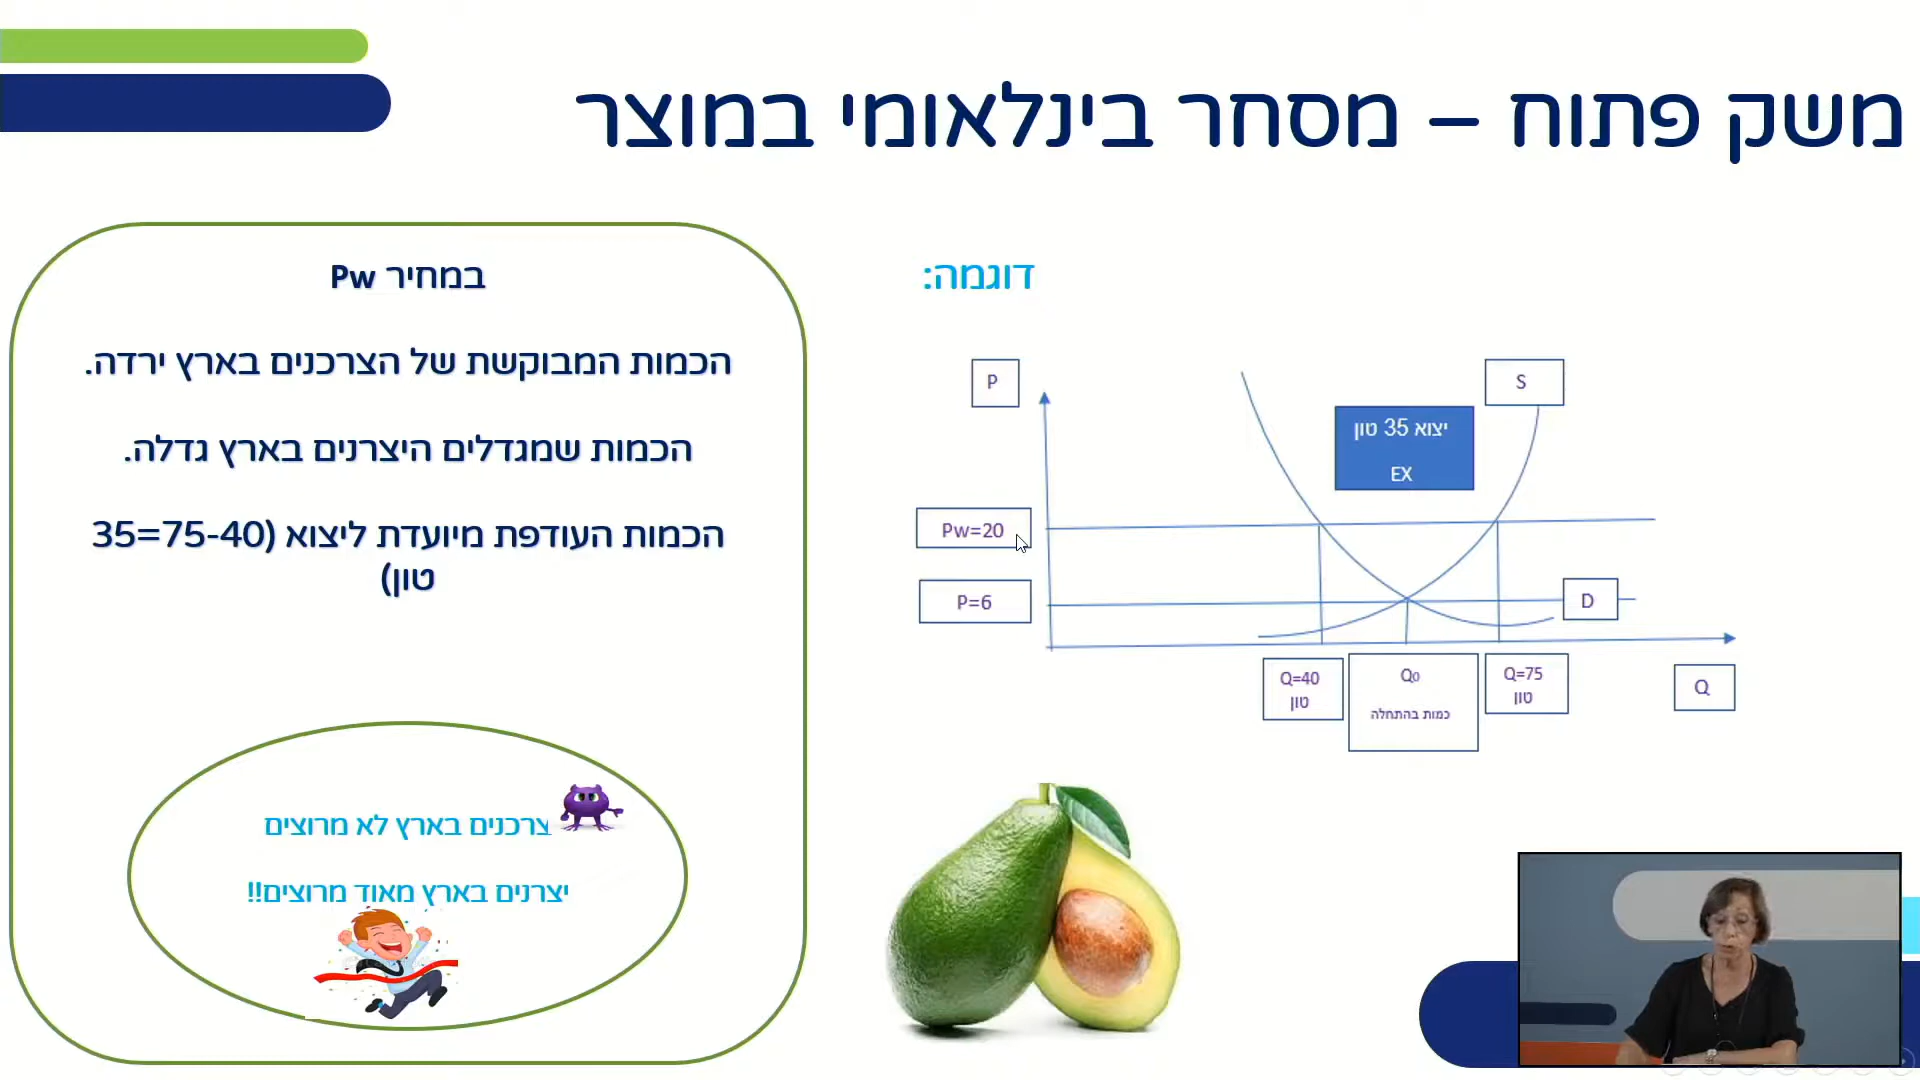 משק פתוח – מסחר בינלאומי במוצר
דוגמה:
P
S
יצוא 35 טון
EX
Pw=20
P=6
D
Q=40
טון
Q0
כמות בהתחלה
Q=75
טון
Q
במחיר Pw
הכמות המבוקשת של הצרכנים בארץ ירדה.
הכמות שמגדלים היצרנים בארץ גדלה.
הכמות העודפת מיועדת ליצוא (75-40=35
טון)
צרכנים בארץ לא מרוצים
יצרנים בארץ מאוד מרוצים!!